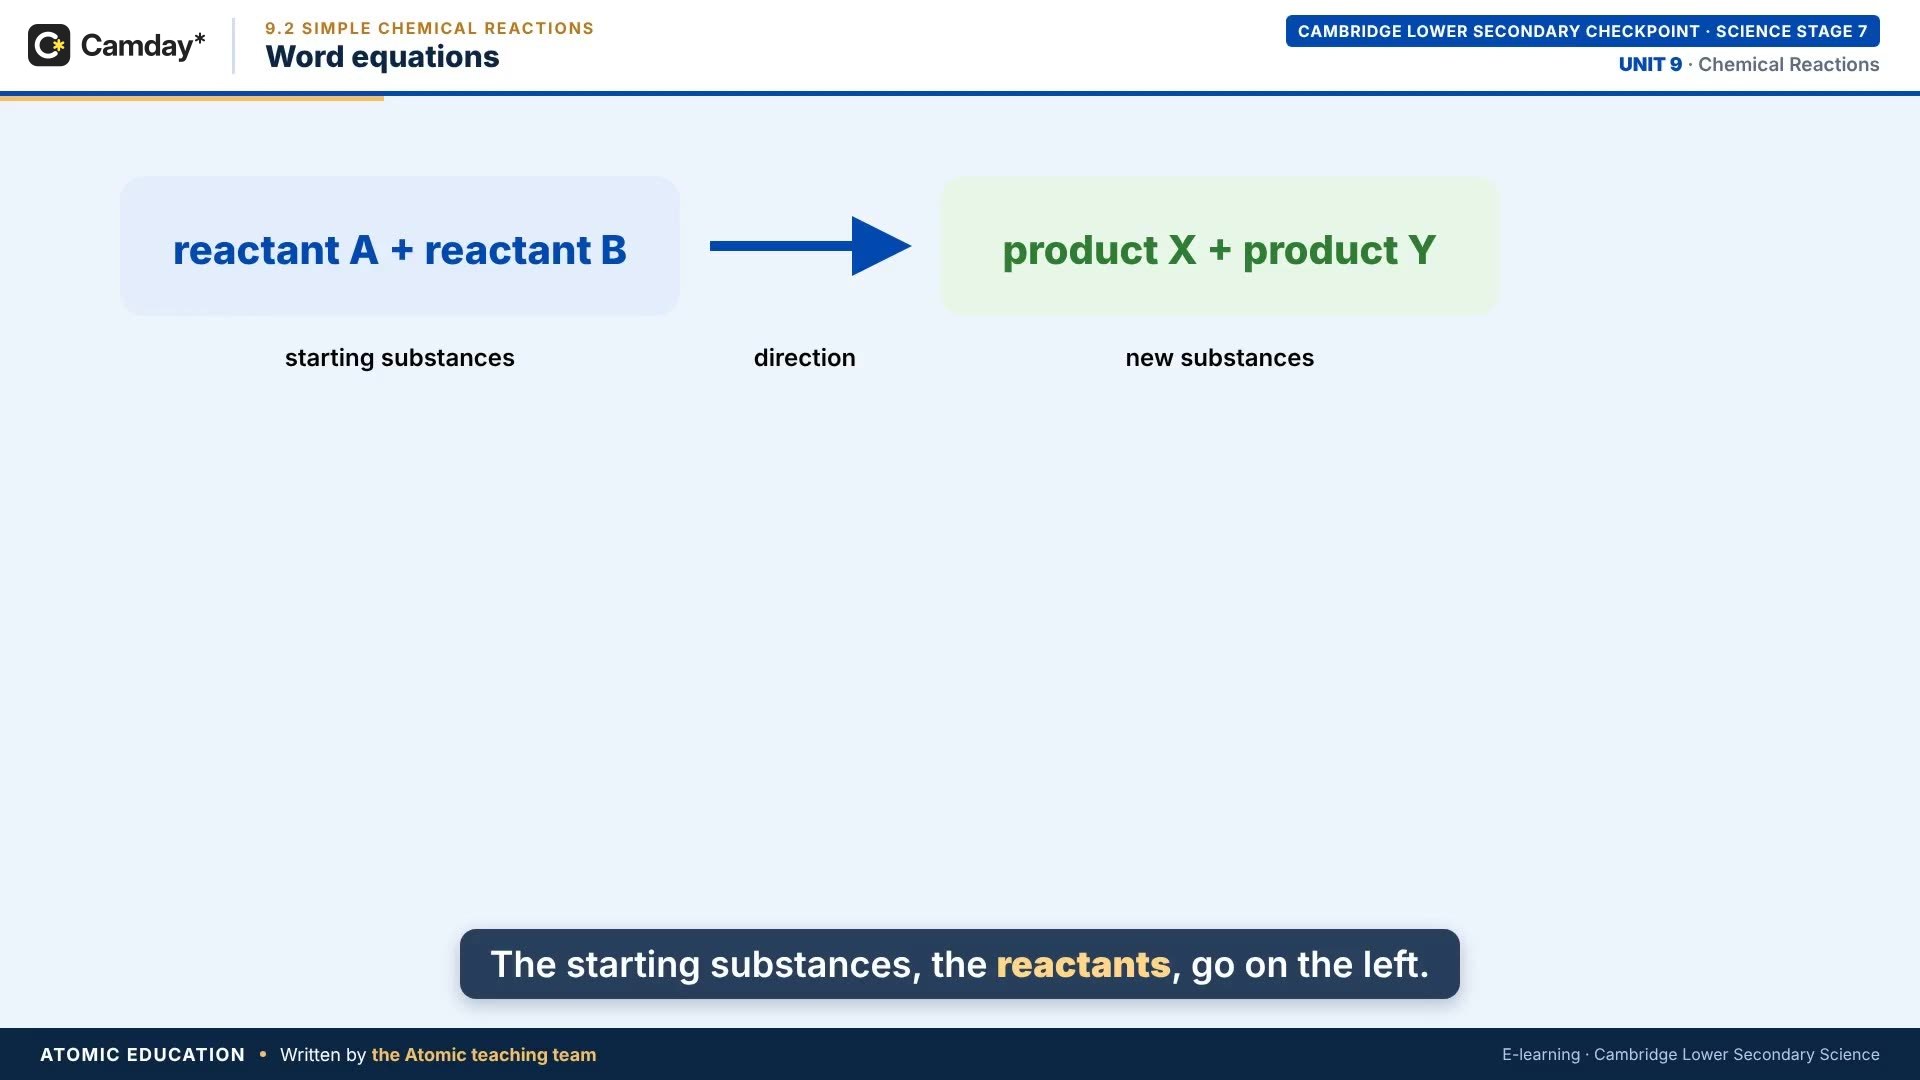 Camday*
9.2 SIMPLE CHEMICAL REACTIONS
Word equations
CAMBRIDGE LOWER SECONDARY CHECKPOINT · SCIENCE STAGE 7
UNIT 9 · Chemical Reactions
reactant A + reactant B
product X + product Y
starting substances
direction
new substances
The starting substances, the reactants, go on the left.
ATOMIC EDUCATION • Written by the Atomic teaching team
E-learning · Cambridge Lower Secondary Science